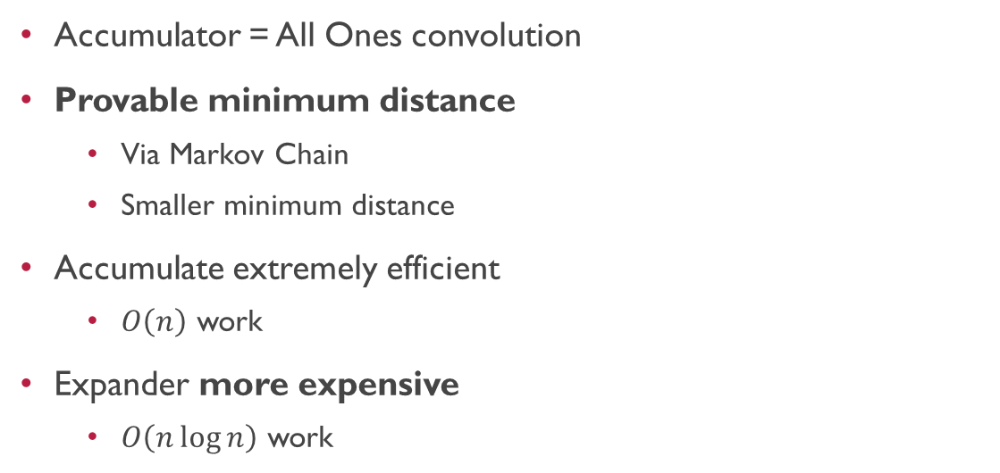 • Accumulator = All Ones convolution
• Provable minimum distance
• Via Markov Chain
• Smaller minimum distance
• Accumulate extremely efficient
• O(n) work
• Expander more expensive
• O(n log n) work